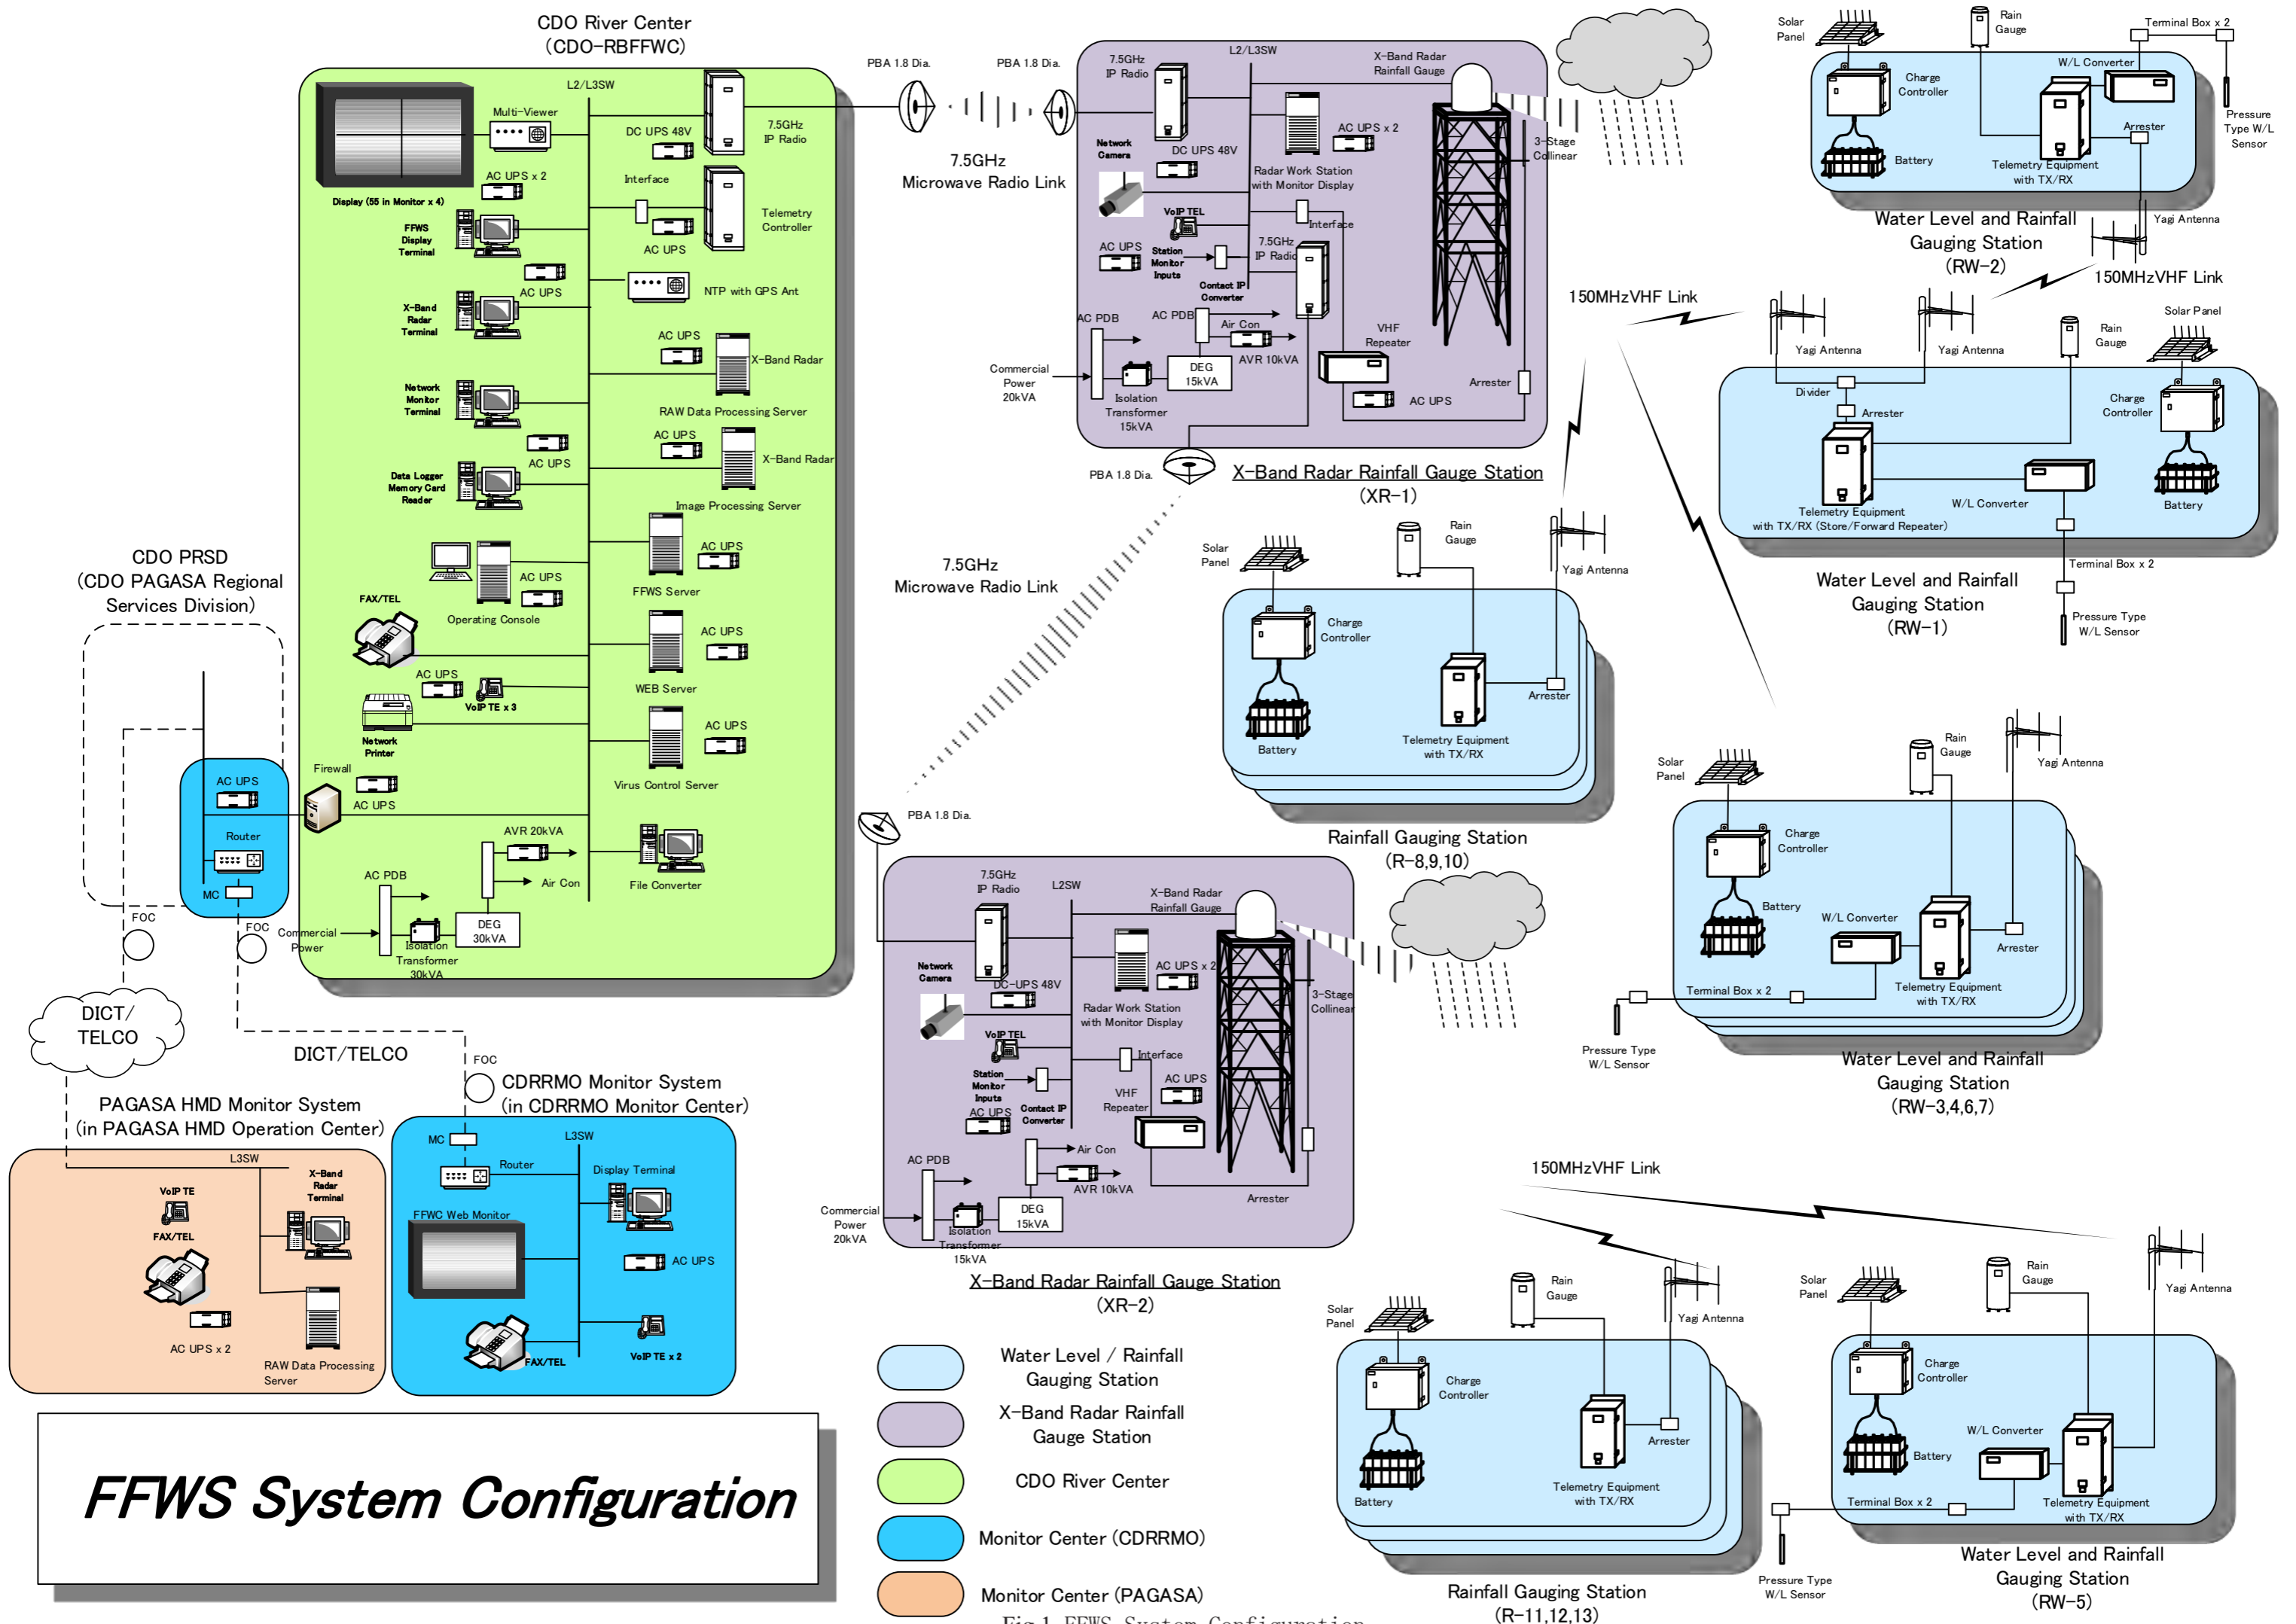 CDO River Center
(CDO-RBFFWC)
L2/L3SW
Multi-Viewer
DC UPS 48V
7.5GHz
IP Radio
AC UPS x 2
Display (55 in Monitor x 4)
Interface
Telemetry
Controller
AC UPS
FFWS
Display
Terminal
AC UPS
NTP with GPS Ant
X-Band
Radar
Terminal
AC UPS
X-Band Radar
RAW Data Processing Server
Network
Monitor
Terminal
AC UPS
AC UPS
X-Band Radar
Image Processing Server
Data Logger
Memory Card
Reader
AC UPS
FFWS Server
AC UPS
Operating Console
FAX/TEL
AC UPS
WEB Server
AC UPS
VoIP TE x 3
Network
Printer
AC UPS
Virus Control Server
Firewall
AC UPS
AVR 20kVA
Air Con
File Converter
AC PDB
DEG
30kVA
Commercial
Power
Isolation
Transformer
30kVA
CDO PRSD
(CDO PAGASA Regional
Services Division)
AC UPS
Router
MC
FOC
FOC
DICT/
TELCO
DICT/TELCO
FOC
PAGASA HMD Monitor System
(in PAGASA HMD Operation Center)
L3SW
X-Band
Radar
Terminal
VoIP TE
FAX/TEL
AC UPS x 2
RAW Data Processing
Server
CDRRMO Monitor System
(in CDRRMO Monitor Center)
MC
L3SW
Router
Display Terminal
FFWC Web Monitor
AC UPS
FAX/TEL
VoIP TE x 2
FFWS System Configuration
PBA 1.8 Dia.
PBA 1.8 Dia.
7.5GHz
Microwave Radio Link
7.5GHz
IP Radio
L2/L3SW
X-Band Radar
Rainfall Gauge
Network
Camera
DC UPS 48V
AC UPS x 2
3-Stage
Collinear
Radar Work Station
with Monitor Display
VoIP TEL
Interface
AC UPS
Station
Monitor
Inputs
7.5GHz
IP Radio
Contact IP
Converter
AC PDB
AC PDB
Air Con
AVR 10kVA
VHF
Repeater
Commercial
Power
20kVA
DEG
15kVA
Isolation
Transformer
15kVA
AC UPS
Arrester
PBA 1.8 Dia.
X-Band Radar Rainfall Gauge Station
(XR-1)
7.5GHz
Microwave Radio Link
PBA 1.8 Dia.
7.5GHz
IP Radio
L2SW
X-Band Radar
Rainfall Gauge
Network
Camera
DC-UPS 48V
AC UPS x 2
3-Stage
Collinear
Radar Work Station
with Monitor Display
VoIP TEL
Interface
Station
Monitor
Inputs
AC UPS
Contact IP
Converter
VHF
Repeater
AC UPS
AC PDB
Air Con
AVR 10kVA
Commercial
Power
20kVA
DEG
15kVA
Isolation
Transformer
15kVA
Arrester
X-Band Radar Rainfall Gauge Station
(XR-2)
Water Level / Rainfall
Gauging Station
X-Band Radar Rainfall
Gauge Station
CDO River Center
Monitor Center (CDRRMO)
Monitor Center (PAGASA)
Fig.1 FFWS System Configuration
Solar
Panel
Rain
Gauge
Terminal Box x 2
W/L Converter
Charge
Controller
Arrester
Pressure
Type W/L
Sensor
Battery
Telemetry Equipment
with TX/RX
Water Level and Rainfall
Gauging Station
(RW-2)
Yagi Antenna
150MHzVHF Link
150MHzVHF Link
Yagi Antenna
Yagi Antenna
Rain
Gauge
Solar Panel
Divider
Arrester
Charge
Controller
W/L Converter
Battery
Telemetry Equipment
with TX/RX (Store/Forward Repeater)
Terminal Box x 2
Water Level and Rainfall
Gauging Station
(RW-1)
Pressure Type
W/L Sensor
Solar
Panel
Rain
Gauge
Yagi Antenna
Charge
Controller
Arrester
Battery
Telemetry Equipment
with TX/RX
Rainfall Gauging Station
(R-8,9,10)
Solar
Panel
Rain
Gauge
Yagi Antenna
Charge
Controller
Battery
W/L Converter
Arrester
Terminal Box x 2
Telemetry Equipment
with TX/RX
Pressure Type
W/L Sensor
Water Level and Rainfall
Gauging Station
(RW-3,4,6,7)
150MHzVHF Link
Solar
Panel
Rain
Gauge
Yagi Antenna
Charge
Controller
Arrester
Battery
Telemetry Equipment
with TX/RX
Rainfall Gauging Station
(R-11,12,13)
Solar
Panel
Rain
Gauge
Yagi Antenna
Charge
Controller
W/L Converter
Battery
Terminal Box x 2
Telemetry Equipment
with TX/RX
Pressure Type
W/L Sensor
Water Level and Rainfall
Gauging Station
(RW-5)